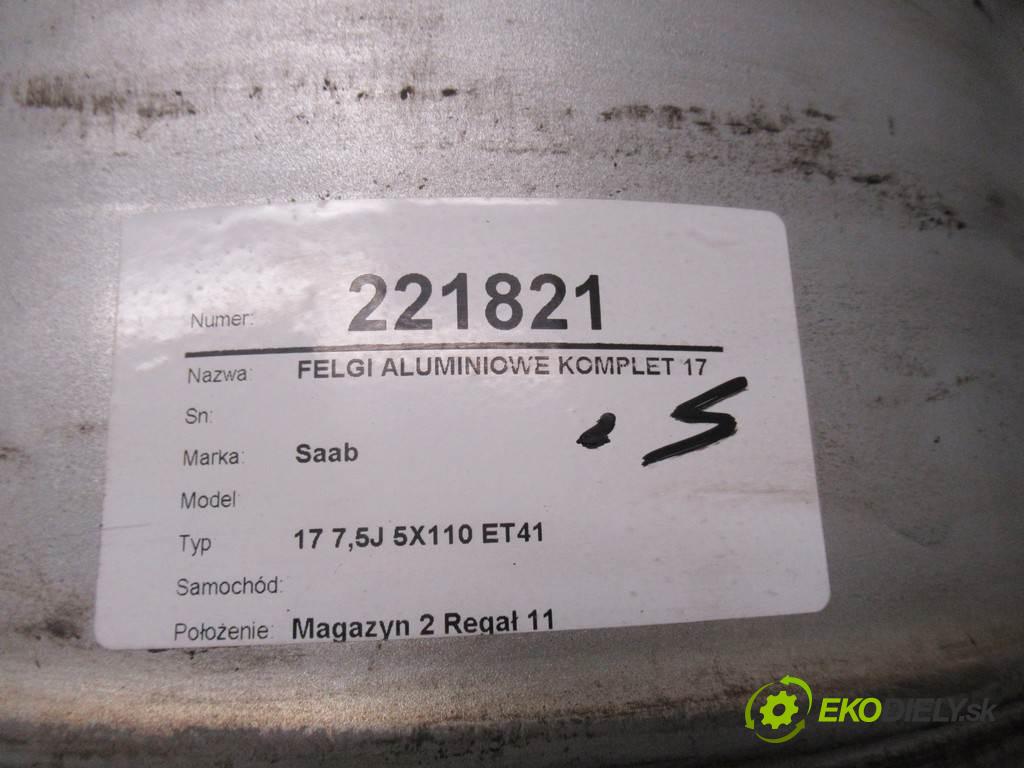 Numer: 221821
Nazwa: FELGI ALUMINIOWE KOMPLET 17
Sn:
.S
Marka: Saab
Model
Typ 17 7,5J 5X110 ET41
Samochód:
Położenie: Magazyn 2 Regał 11
EKODIELY.sk